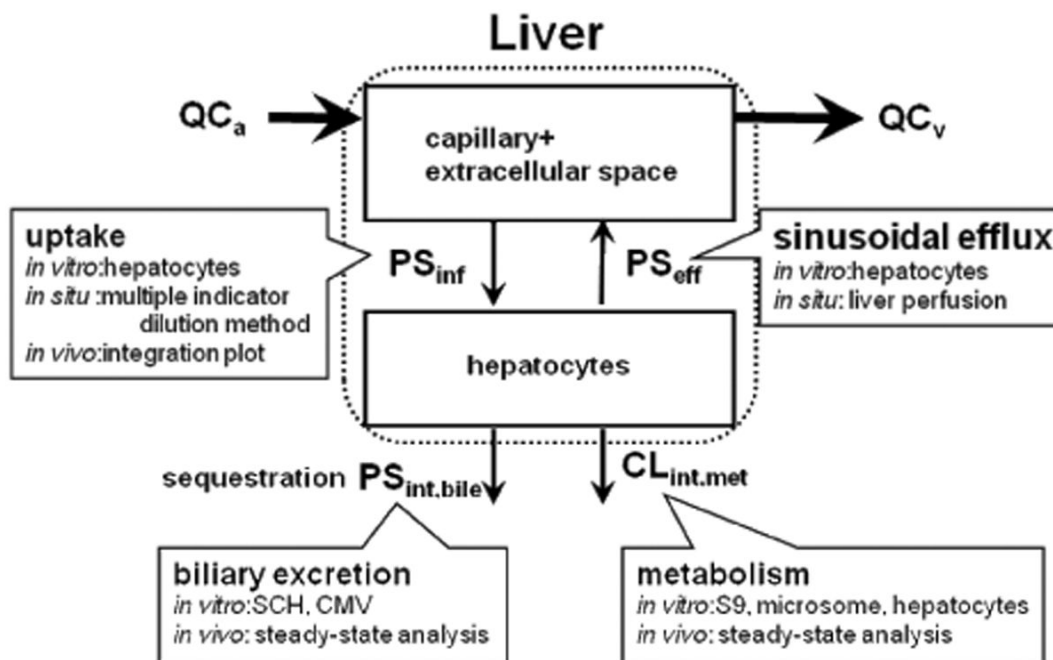 Liver
QCa
QCv
capillary+
extracellular space
uptake
in vitro:hepatocytes
in situ :multiple indicator
dilution method
in vivo:integration plot
PSinf
PSeff
sinusoidal efflux
in vitro:hepatocytes
in situ: liver perfusion
hepatocytes
sequestration PSint,bile
CLint,met
biliary excretion
in vitro:SCH, CMV
in vivo: steady-state analysis
metabolism
in vitro:S9, microsome, hepatocytes
in vivo: steady-state analysis